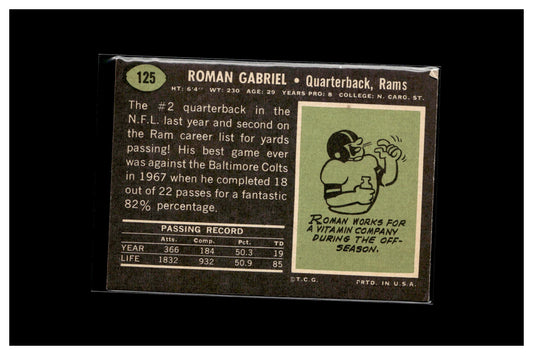 125 ROMAN GABRIEL • Quarterback, Rams
HT: 6'4" WT: 230 AGE: 29 YEARS PRO: 8 COLLEGE: N. CARO. ST.
The #2 quarterback in the
N.F.L. last year and second on
the Ram career list for yards
passing! His best game ever
was against the Baltimore Colts
in 1967 when he completed 18
out of 22 passes for a fantastic
82% percentage.
PASSING RECORD
Atts. Comp. Pct. TD
YEAR 366 184 50.3 19
LIFE 1832 932 50.9 85
ROMAN WORKS FOR
A VITAMIN COMPANY
DURING THE OFF-
SEASON.
©T.C.G. PRTD. IN U.S.A.